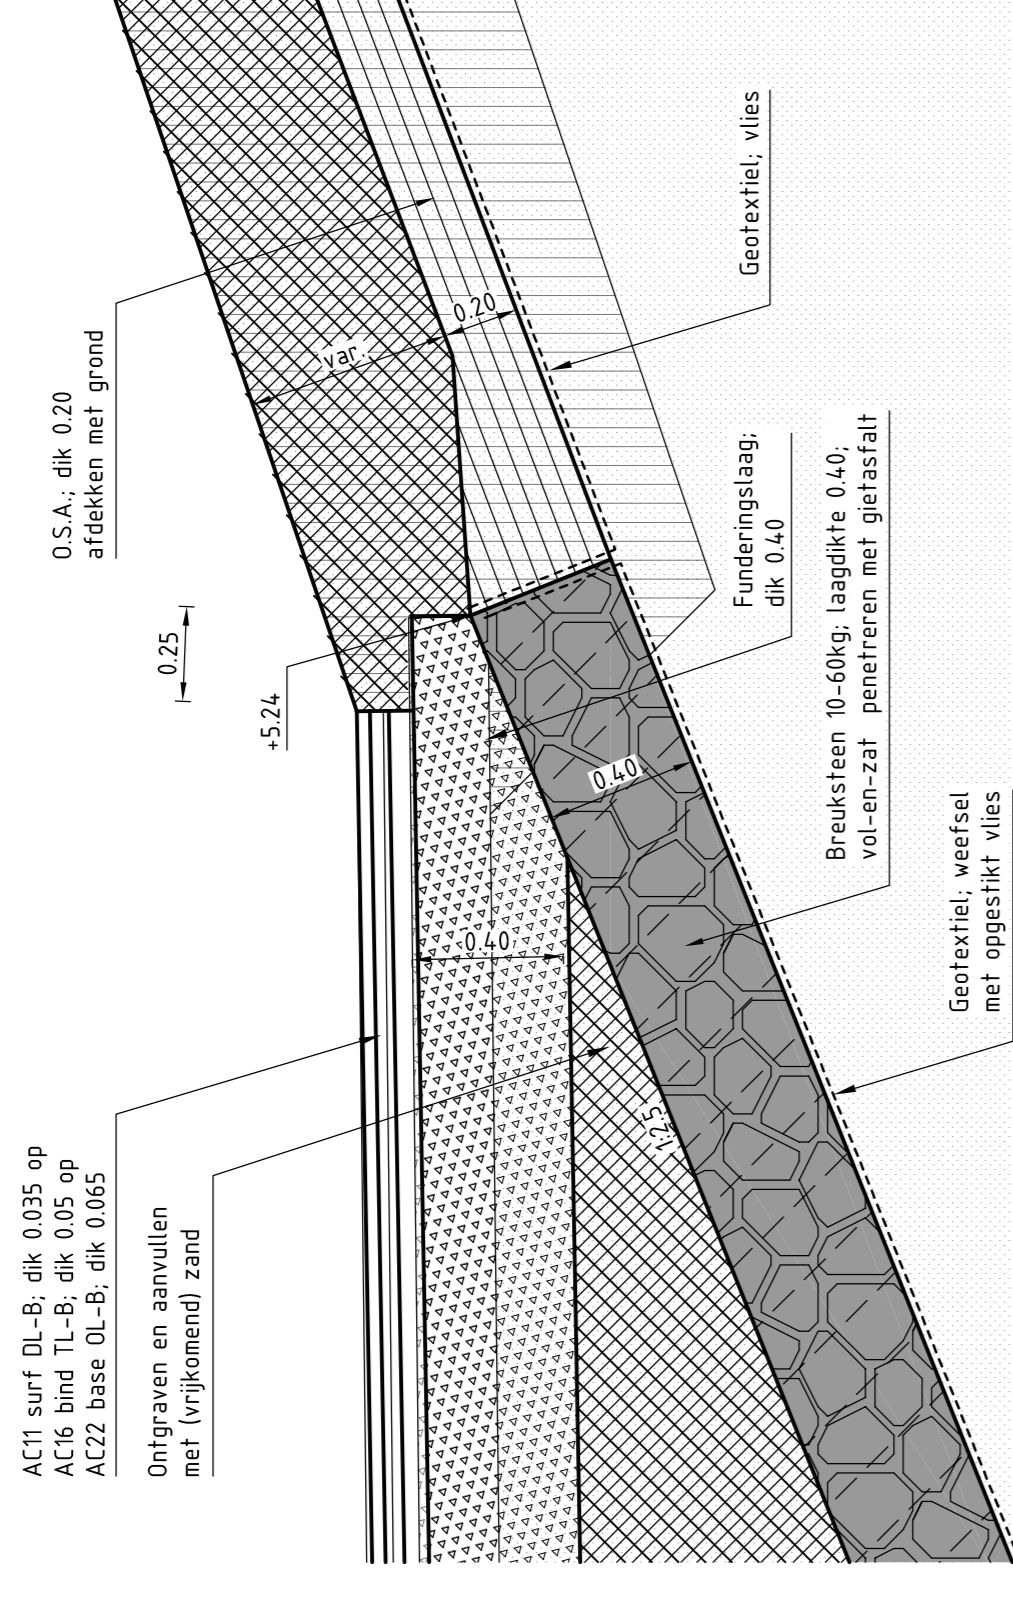 O.S.A.; dik 0.20
afdekken met grond
0.25
+5.24
var.
0.20
Geotextiel; vlies
Funderingslaag;
dik 0.40
Breuksteen 10-60kg; laagdikte 0.40;
vol-en-zat penetreren met gietasfalt
0.40
0.40
1:2.5
Geotextiel; weefsel
met opgestikt vlies
AC11 surf DL-B; dik 0.035 op
AC16 bind TL-B; dik 0.05 op
AC22 base OL-B; dik 0.065
Ontgraven en aanvullen
met (vrijkomend) zand